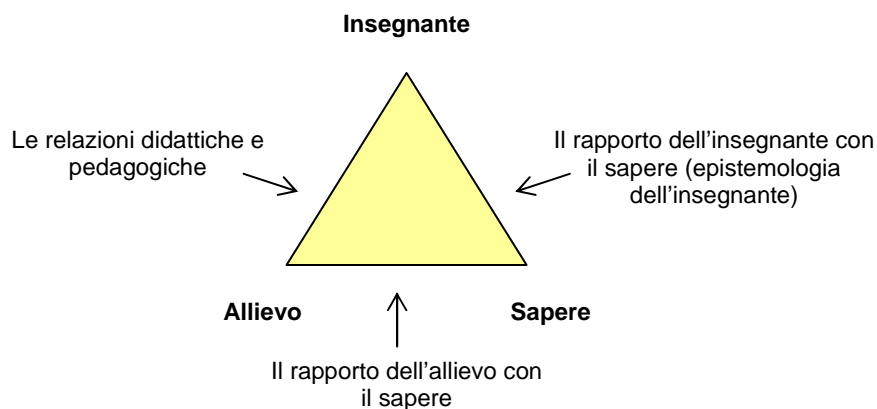 Insegnante
Le relazioni didattiche e
pedagogiche
Il rapporto dell’insegnante con
il sapere (epistemologia
dell’insegnante)
Allievo
Sapere
Il rapporto dell’allievo con
il sapere